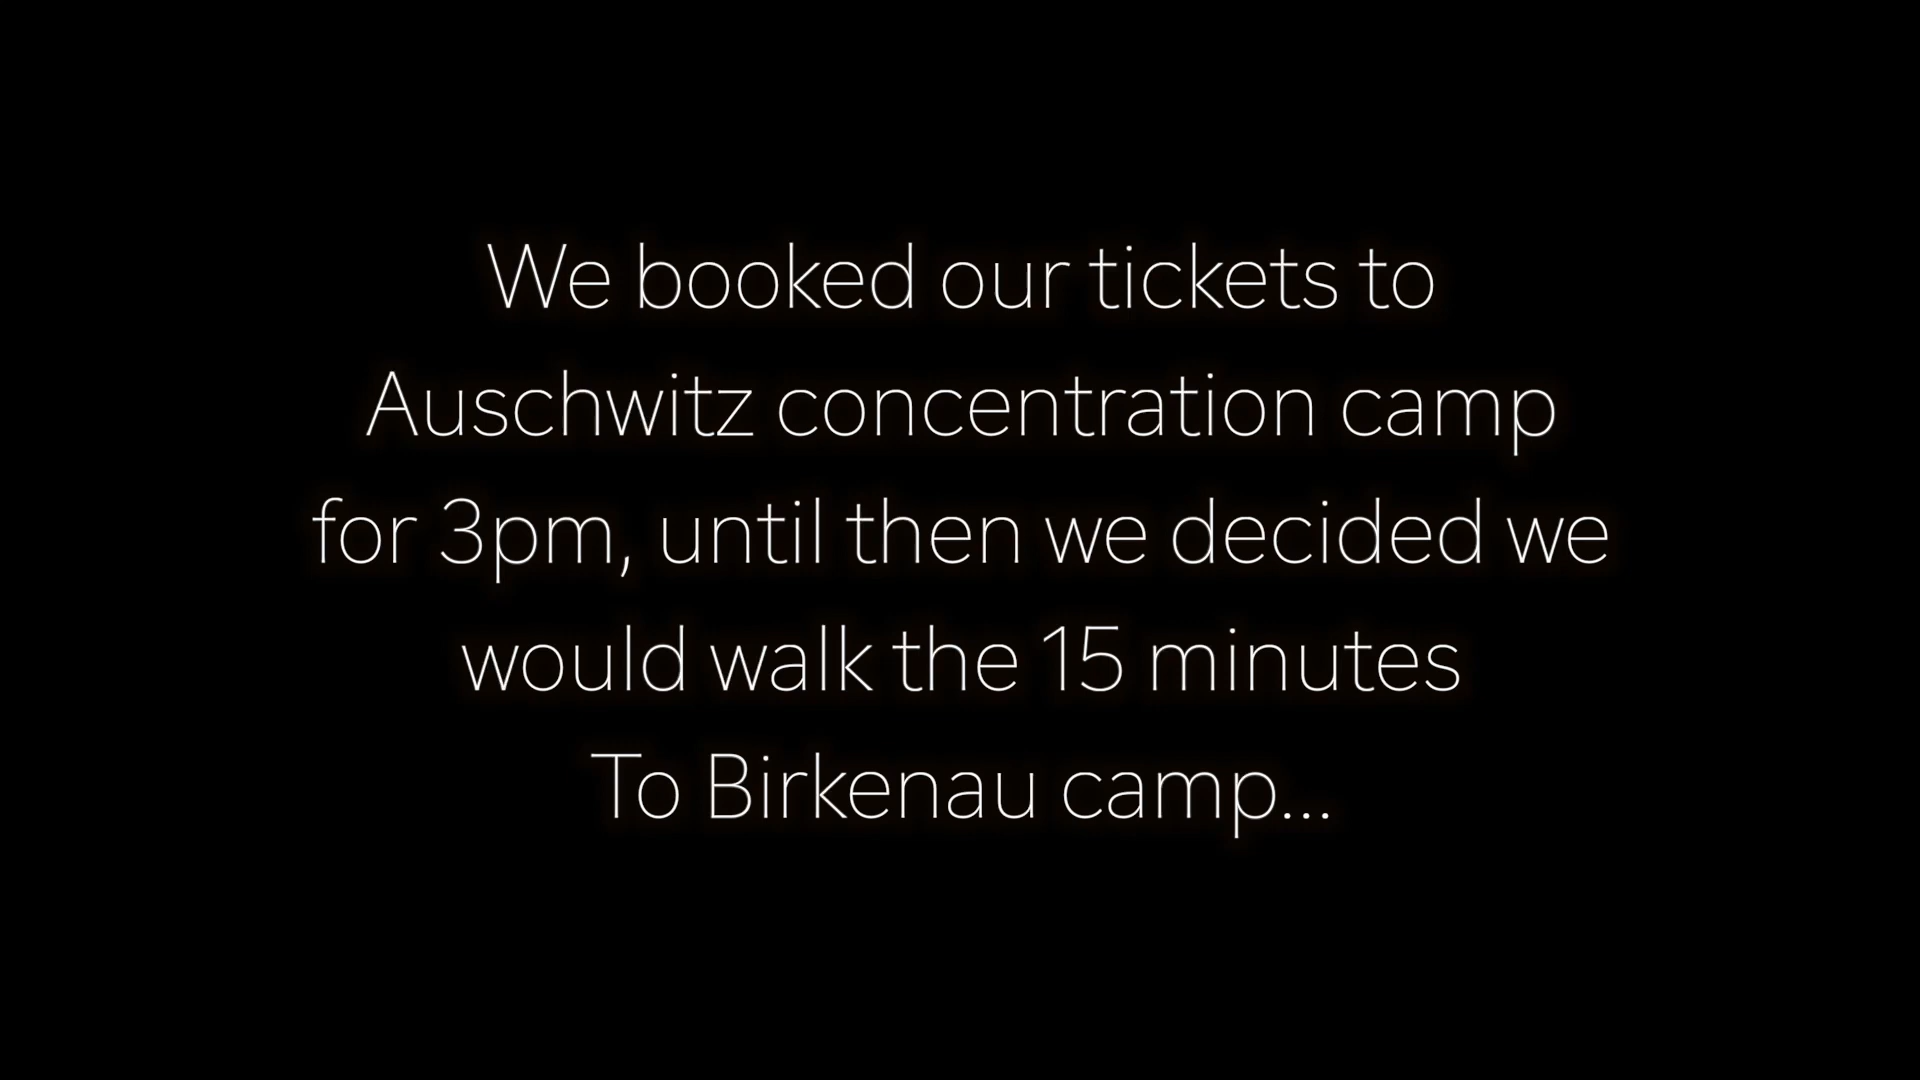 We booked our tickets to
Auschwitz concentration camp
for 3pm, until then we decided we
would walk the 15 minutes
To Birkenau camp...